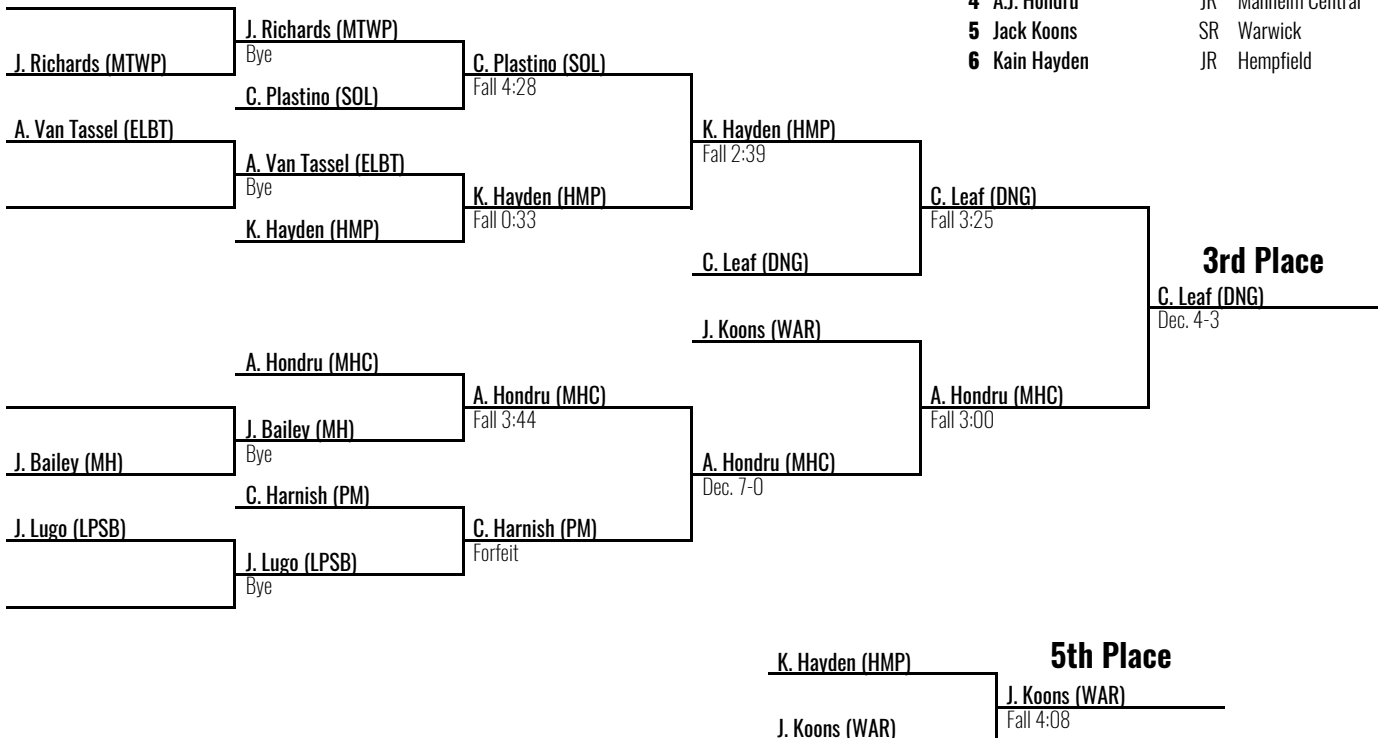 4 A.J. Hondru JR Manheim Central
5 Jack Koons SR Warwick
6 Kain Hayden JR Hempfield
J. Richards (MTWP)
Bye
J. Richards (MTWP)
C. Plastino (SOL)
Fall 4:28
C. Plastino (SOL)
A. Van Tassel (ELBT)
K. Hayden (HMP)
Fall 2:39
A. Van Tassel (ELBT)
Bye
K. Hayden (HMP)
Fall 0:33
C. Leaf (DNG)
Fall 3:25
K. Hayden (HMP)
C. Leaf (DNG)
3rd Place
C. Leaf (DNG)
Dec. 4-3
J. Koons (WAR)
A. Hondru (MHC)
A. Hondru (MHC)
Fall 3:44
A. Hondru (MHC)
Fall 3:00
J. Bailey (MH)
Bye
J. Bailey (MH)
A. Hondru (MHC)
Dec. 7-0
C. Harnish (PM)
J. Lugo (LPSB)
C. Harnish (PM)
Forfeit
J. Lugo (LPSB)
Bye
5th Place
K. Hayden (HMP)
J. Koons (WAR)
Fall 4:08
J. Koons (WAR)